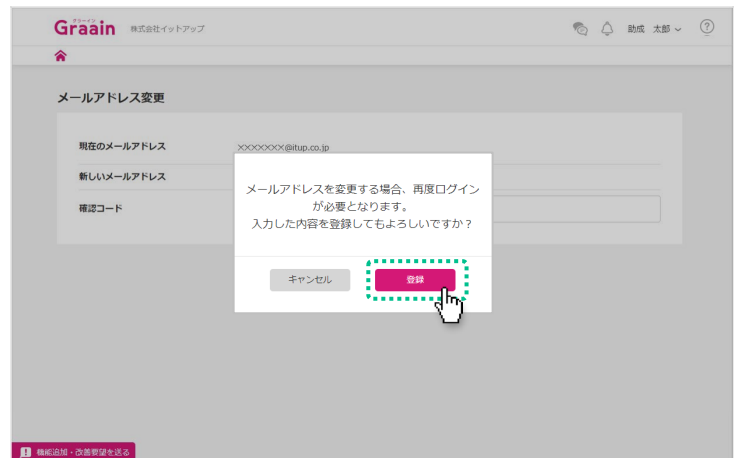 グラーイン
Graain 株式会社イットアップ 助成 太郎
メールアドレス変更
現在のメールアドレス XXXXXXX@itup.co.jp
新しいメールアドレス
確認コード
メールアドレスを変更する場合、再度ログイン
が必要となります。
入力した内容を登録してもよろしいですか？
キャンセル 登録
機能追加・改善要望を送る